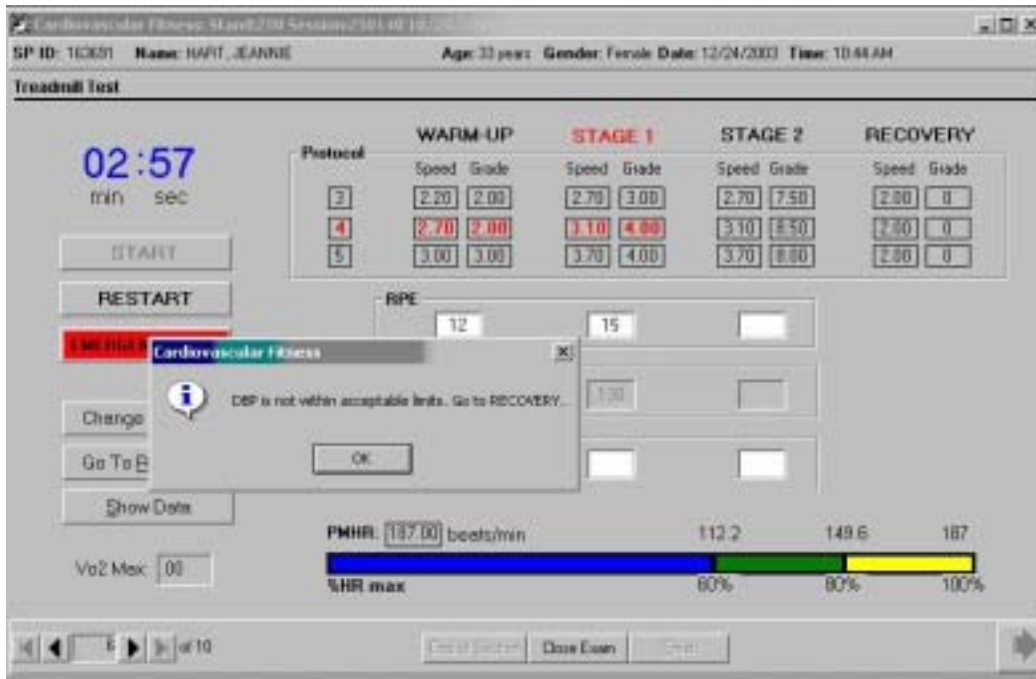 Cardiovascular Fitness: Stand:
SP ID: 163691 Name: HART, JEANNIE Age: 33 years Gender: Female Date: 12/24/2003 Time: 10:44 AM
Treadmill Test
WARM-UP STAGE 1 STAGE 2 RECOVERY
Protocol
Speed Grade Speed Grade Speed Grade Speed Grade
02:57
min sec
3 2.20 2.00 2.70 3.00 2.70 7.50 2.00 0
4 2.70 2.00 3.10 4.00 3.10 8.50 2.00 0
5 3.00 3.00 3.70 4.00 3.70 8.00 2.00 0
START
RESTART
RPE
12 15
Cardiovascular Fitness
DBP is not within acceptable limits. Go to RECOVERY..
OK
130
Change
Go To
Show Data
PMHR: 187.00 beats/min 112.2 149.6 187
Vo2 Max: 00
%HR max 60% 80% 100%
6 of 10
Close Exam